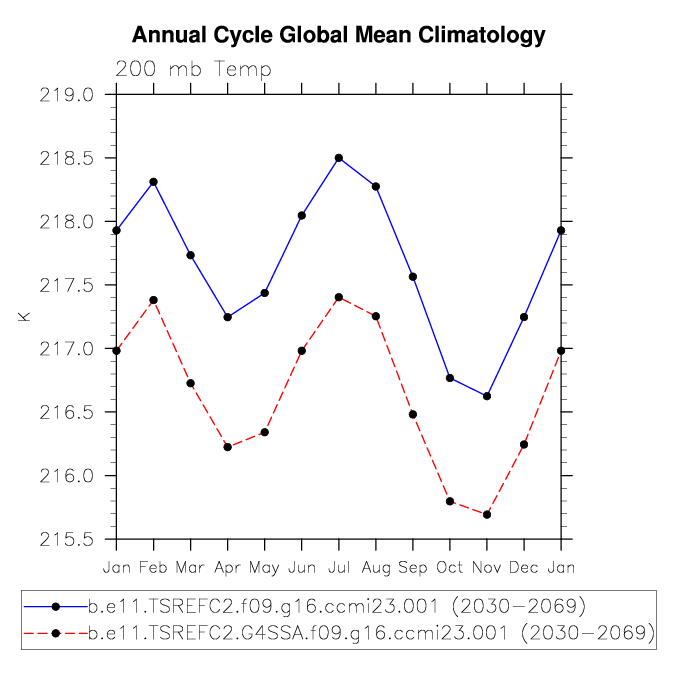 Annual Cycle Global Mean Climatology
200 mb Temp
219.0
218.5
218.0
217.5
217.0
216.5
216.0
215.5
K
Jan Feb Mar Apr May Jun Jul Aug Sep Oct Nov Dec Jan
b.e11.TSREFC2.f09.g16.ccmi23.001 (2030-2069)
b.e11.TSREFC2.G4SSA.f09.g16.ccmi23.001 (2030-2069)